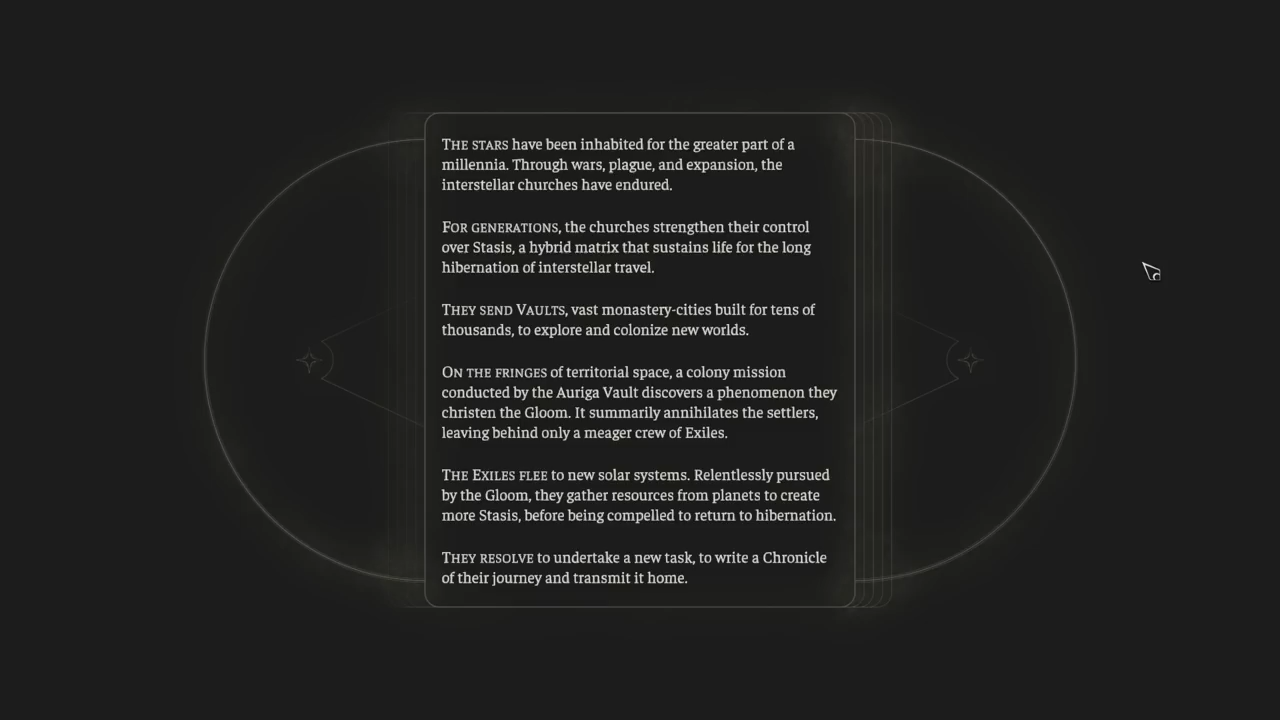 THE STARS have been inhabited for the greater part of a
millennia. Through wars, plague, and expansion, the
interstellar churches have endured.
FOR GENERATIONS, the churches strengthen their control
over Stasis, a hybrid matrix that sustains life for the long
hibernation of interstellar travel.
THEY SEND VAULTS, vast monastery-cities built for tens of
thousands, to explore and colonize new worlds.
ON THE FRINGES of territorial space, a colony mission
conducted by the Auriga Vault discovers a phenomenon they
christen the Gloom. It summarily annihilates the settlers,
leaving behind only a meager crew of Exiles.
THE EXILES FLEE to new solar systems. Relentlessly pursued
by the Gloom, they gather resources from planets to create
more Stasis, before being compelled to return to hibernation.
THEY RESOLVE to undertake a new task, to write a Chronicle
of their journey and transmit it home.